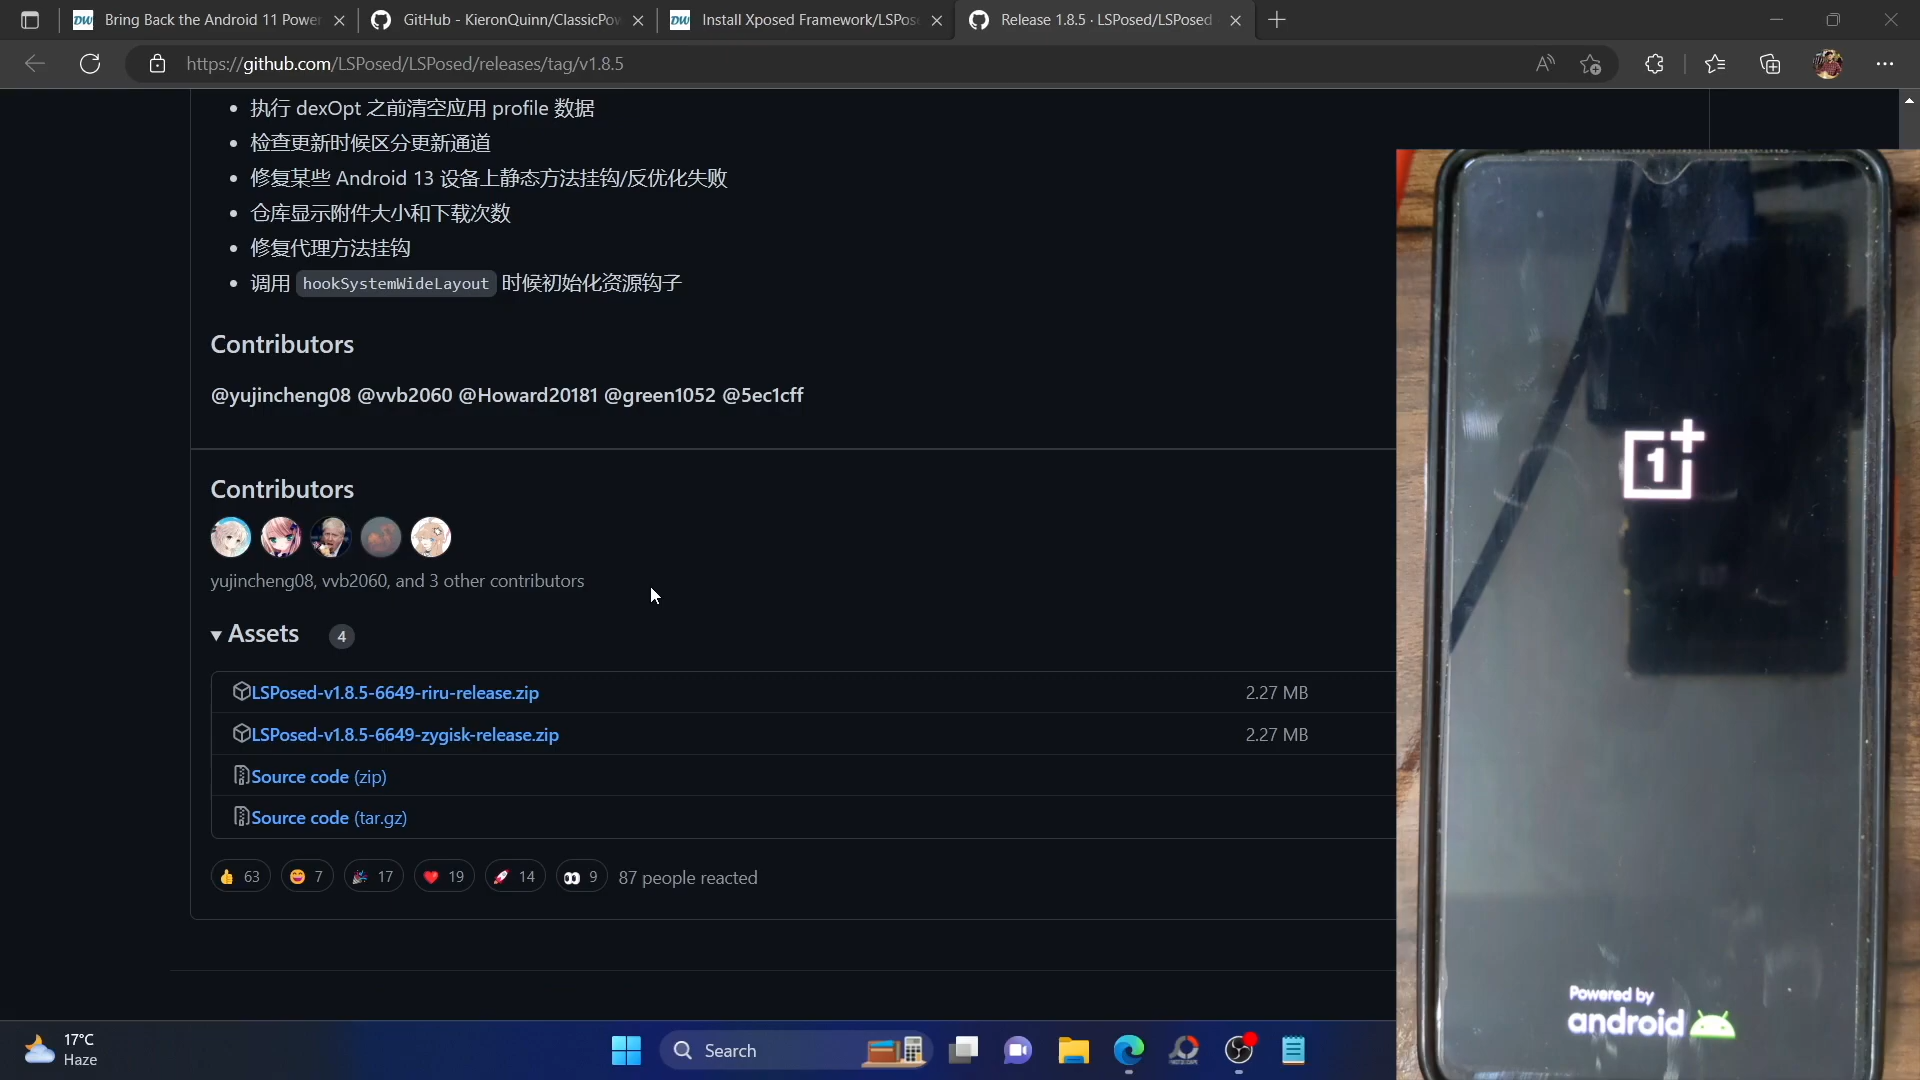 Bring Back the Android 11 Power
GitHub - KieronQuinn/ClassicPow
Install Xposed Framework/LSPos
Release 1.8.5 · LSPosed/LSPosed
https://github.com/LSPosed/LSPosed/releases/tag/v1.8.5
执行 dexOpt 之前清空应用 profile 数据
检查更新时候区分更新通道
修复某些 Android 13 设备上静态方法挂钩/反优化失败
仓库显示附件大小和下载次数
修复代理方法挂钩
调用 hookSystemWideLayout 时候初始化资源钩子
Contributors
@yujincheng08 @vvb2060 @Howard20181 @green1052 @5ec1cff
Contributors
yujincheng08, vvb2060, and 3 other contributors
Assets 4
LSPosed-v1.8.5-6649-riru-release.zip 2.27 MB
LSPosed-v1.8.5-6649-zygisk-release.zip 2.27 MB
Source code (zip)
Source code (tar.gz)
63 7 17 19 14 9 87 people reacted
1
Powered by
android
17°C
Haze
Search